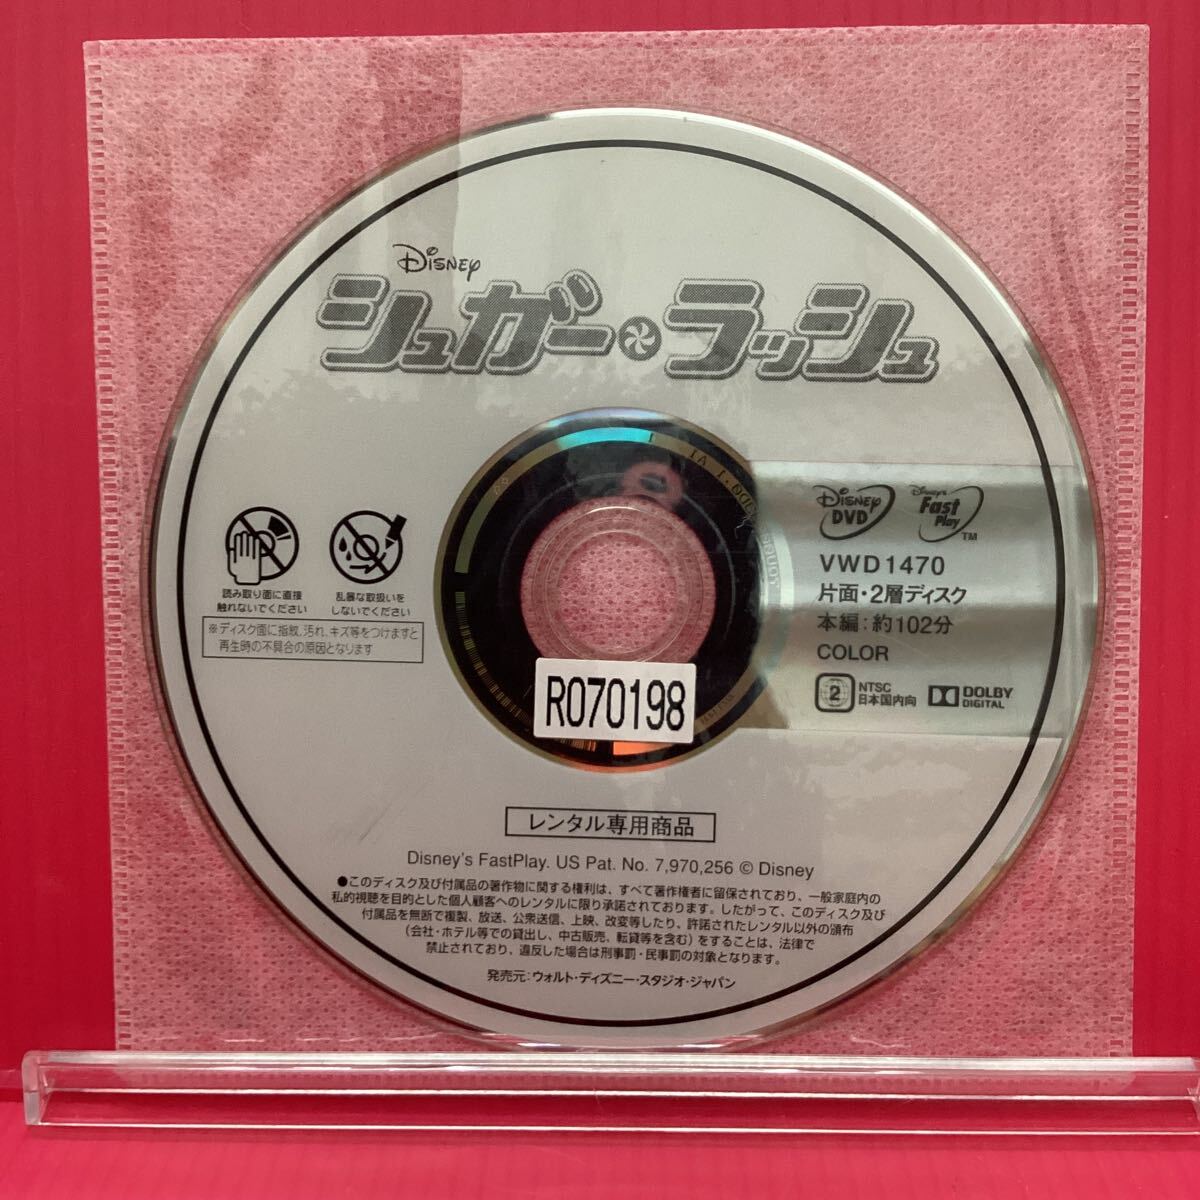 Disney
シュガー・ラッシュ
読み取り面に直接
触れないでください
乱暴な取扱いを
しないでください
※ディスク面に指紋、汚れ、キズ等をつけますと
再生時の不具合の原因となります
Disney DVD
Disney's Fast Play TM
VWD1470
片面・2層ディスク
本編：約102分
COLOR
2 NTSC
日本国内向
DOLBY
DIGITAL
R070198
レンタル専用商品
Disney's FastPlay. US Pat. No. 7,970,256 © Disney
●このディスク及び付属品の著作物に関する権利は、すべて著作権者に留保されており、一般家庭内の
私的視聴を目的とした個人顧客へのレンタルに限り承諾されております。したがって、このディスク及び
付属品を無断で複製、放送、公衆送信、上映、改変等したり、許諾されたレンタル以外の頒布
(会社・ホテル等での貸出し、中古販売、転貸等を含む)をすることは、法律で
禁止されており、違反した場合は刑事罰・民事罰の対象となります。
発売元：ウォルト・ディズニー・スタジオ・ジャパン